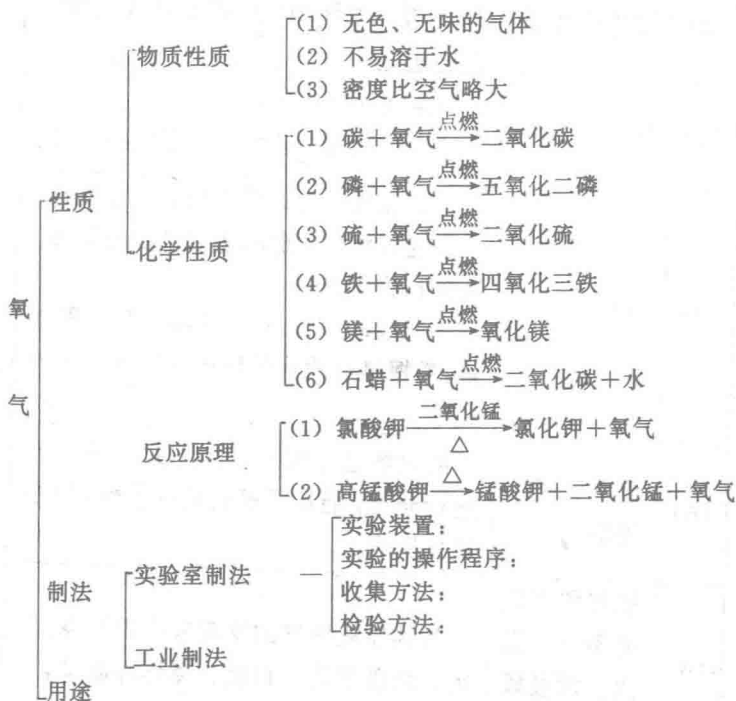 氧气
性质
物质性质
(1) 无色、无味的气体
(2) 不易溶于水
(3) 密度比空气略大
化学性质
(1) 碳+氧气 点燃→ 二氧化碳
(2) 磷+氧气 点燃→ 五氧化二磷
(3) 硫+氧气 点燃→ 二氧化硫
(4) 铁+氧气 点燃→ 四氧化三铁
(5) 镁+氧气 点燃→ 氧化镁
(6) 石蜡+氧气 点燃→ 二氧化碳+水
制法
反应原理
(1) 氯酸钾 二氧化锰→△ 氯化钾+氧气
(2) 高锰酸钾 △→ 锰酸钾+二氧化锰+氧气
实验室制法
实验装置:
实验的操作程序:
收集方法:
检验方法:
工业制法
用途